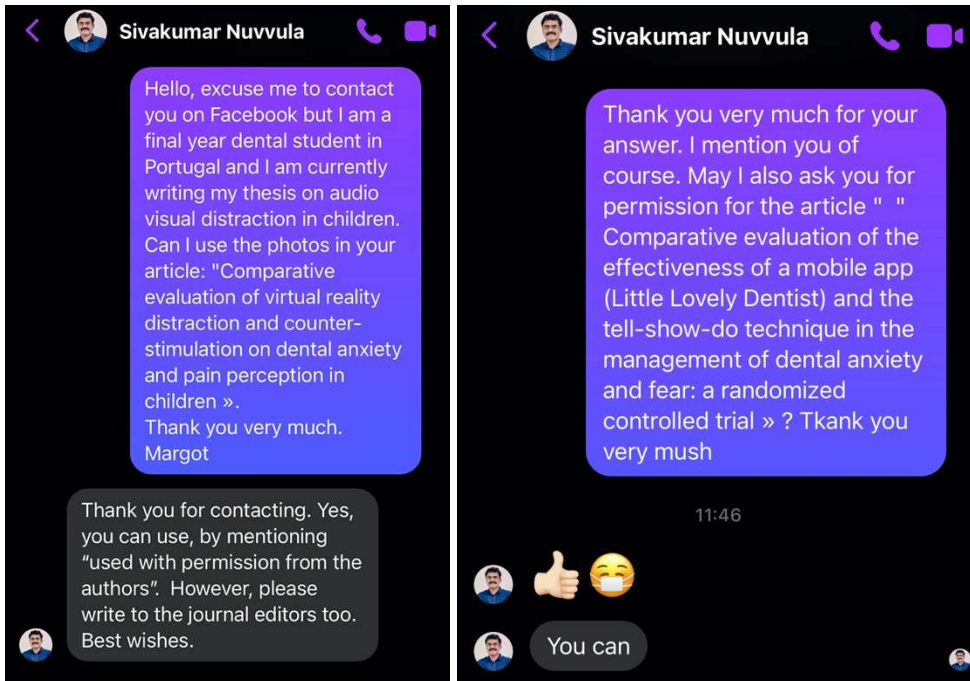 Sivakumar Nuvvula
Hello, excuse me to contact
you on Facebook but I am a
final year dental student in
Portugal and I am currently
writing my thesis on audio
visual distraction in children.
Can I use the photos in your
article: "Comparative
evaluation of virtual reality
distraction and counter-
stimulation on dental anxiety
and pain perception in
children ».
Thank you very much.
Margot
Thank you for contacting. Yes,
you can use, by mentioning
“used with permission from the
authors”.  However, please
write to the journal editors too.
Best wishes.
Sivakumar Nuvvula
Thank you very much for your
answer. I mention you of
course. May I also ask you for
permission for the article "  "
Comparative evaluation of the
effectiveness of a mobile app
(Little Lovely Dentist) and the
tell-show-do technique in the
management of dental anxiety
and fear: a randomized
controlled trial » ? Tkank you
very mush
11:46
You can